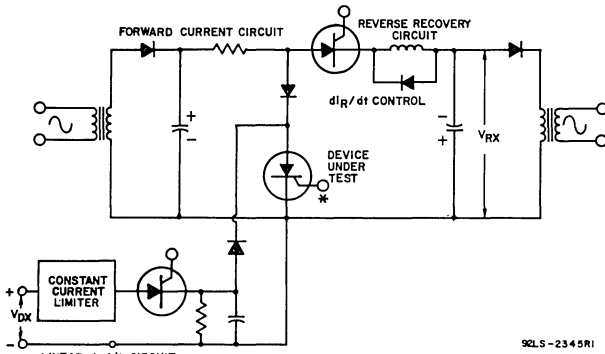 FORWARD CURRENT CIRCUIT
REVERSE RECOVERY
CIRCUIT
diR/dt CONTROL
+
-
-
+
VRX
DEVICE
UNDER
TEST
*
CONSTANT
CURRENT
LIMITER
+
VDX
-
92LS-2345R1